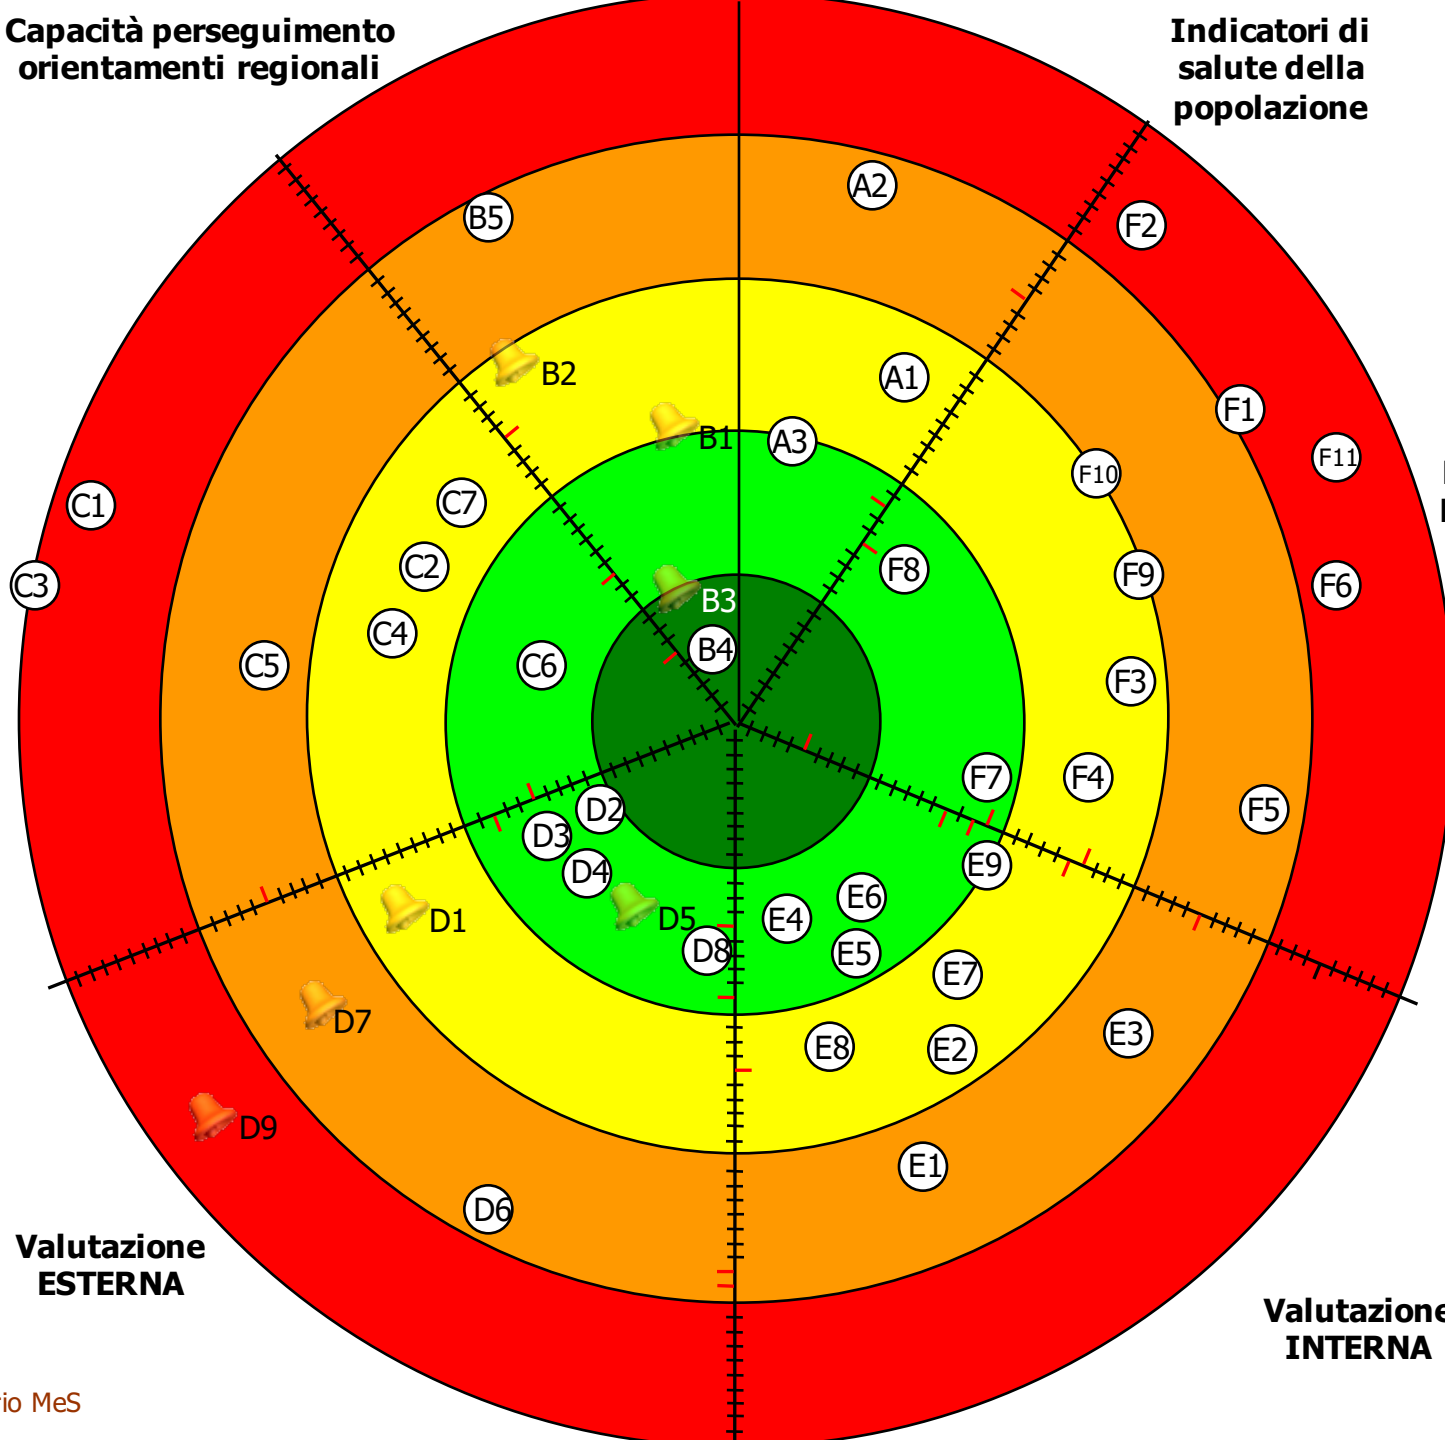 Capacità perseguimento
orientamenti regionali
Indicatori di
salute della
popolazione
A2
B5
F2
B2
A1
F1
B1
A3
F11
F10
C7
C1
C2
F8
F9
C3
F6
B3
C4
B4
C5
C6
F3
F7
F4
D2
F5
D3
E9
D4
D1
D5
E6
E4
D8
E5
E7
D7
E8
E2
E3
D9
E1
D6
Valutazione
ESTERNA
Valutazione
INTERNA
rio MeS